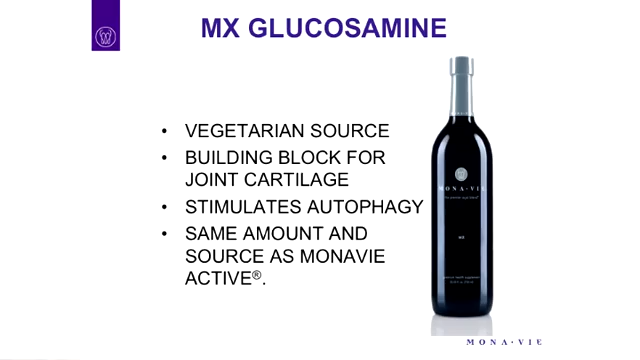 MX GLUCOSAMINE
• VEGETARIAN SOURCE
• BUILDING BLOCK FOR
JOINT CARTILAGE
• STIMULATES AUTOPHAGY
• SAME AMOUNT AND
SOURCE AS MONAVIE
ACTIVE®.
MONA·VIE
MONA·VIE